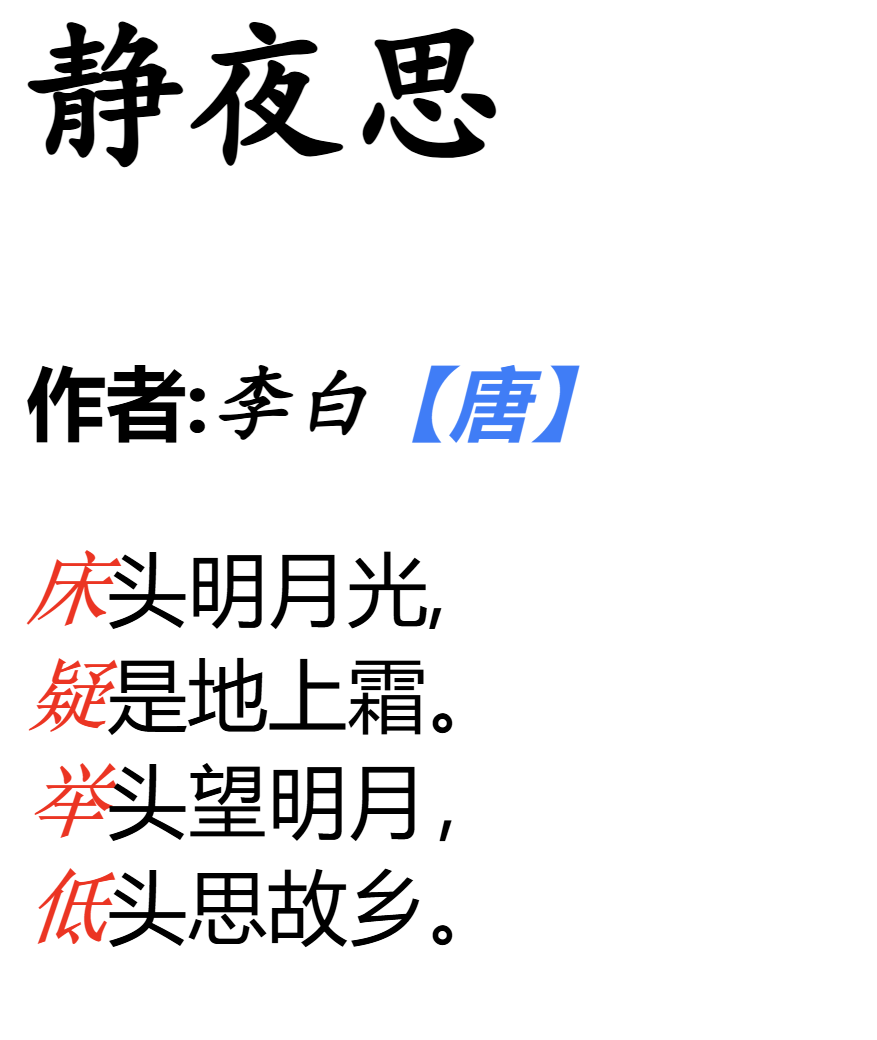 静夜思
作者:李白【唐】
床头明月光,
疑是地上霜。
举头望明月 ,
低头思故乡。